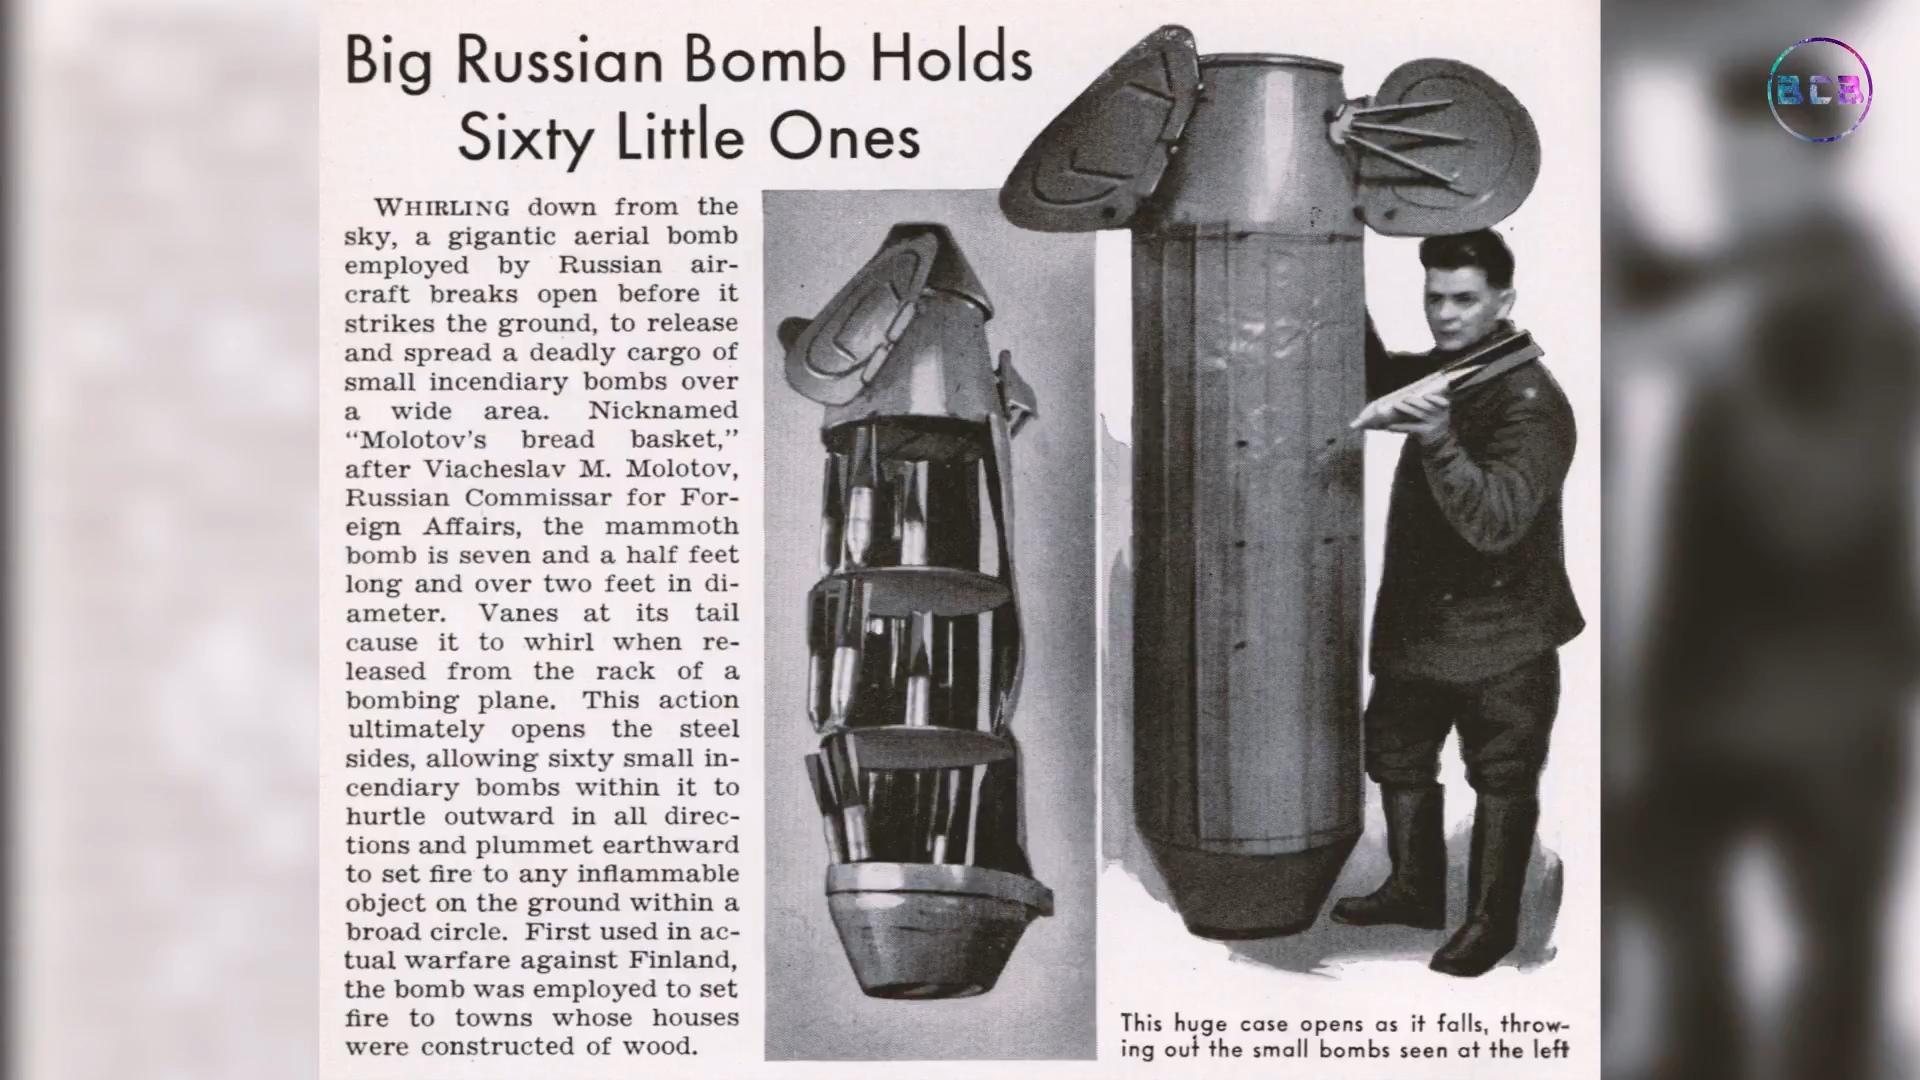 Big Russian Bomb Holds
Sixty Little Ones
WHIRLING down from the
sky, a gigantic aerial bomb
employed by Russian air-
craft breaks open before it
strikes the ground, to release
and spread a deadly cargo of
small incendiary bombs over
a wide area. Nicknamed
“Molotov's bread basket,”
after Viacheslav M. Molotov,
Russian Commissar for For-
eign Affairs, the mammoth
bomb is seven and a half feet
long and over two feet in di-
ameter. Vanes at its tail
cause it to whirl when re-
leased from the rack of a
bombing plane. This action
ultimately opens the steel
sides, allowing sixty small in-
cendiary bombs within it to
hurtle outward in all direc-
tions and plummet earthward
to set fire to any inflammable
object on the ground within a
broad circle. First used in ac-
tual warfare against Finland,
the bomb was employed to set
fire to towns whose houses
were constructed of wood.
This huge case opens as it falls, throw-
ing out the small bombs seen at the left
BCB